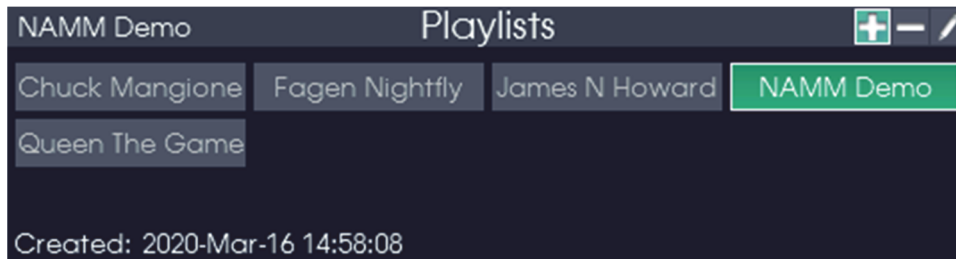 NAMM Demo Playlists
Chuck Mangione Fagen Nightfly James N Howard NAMM Demo
Queen The Game
Created: 2020-Mar-16 14:58:08